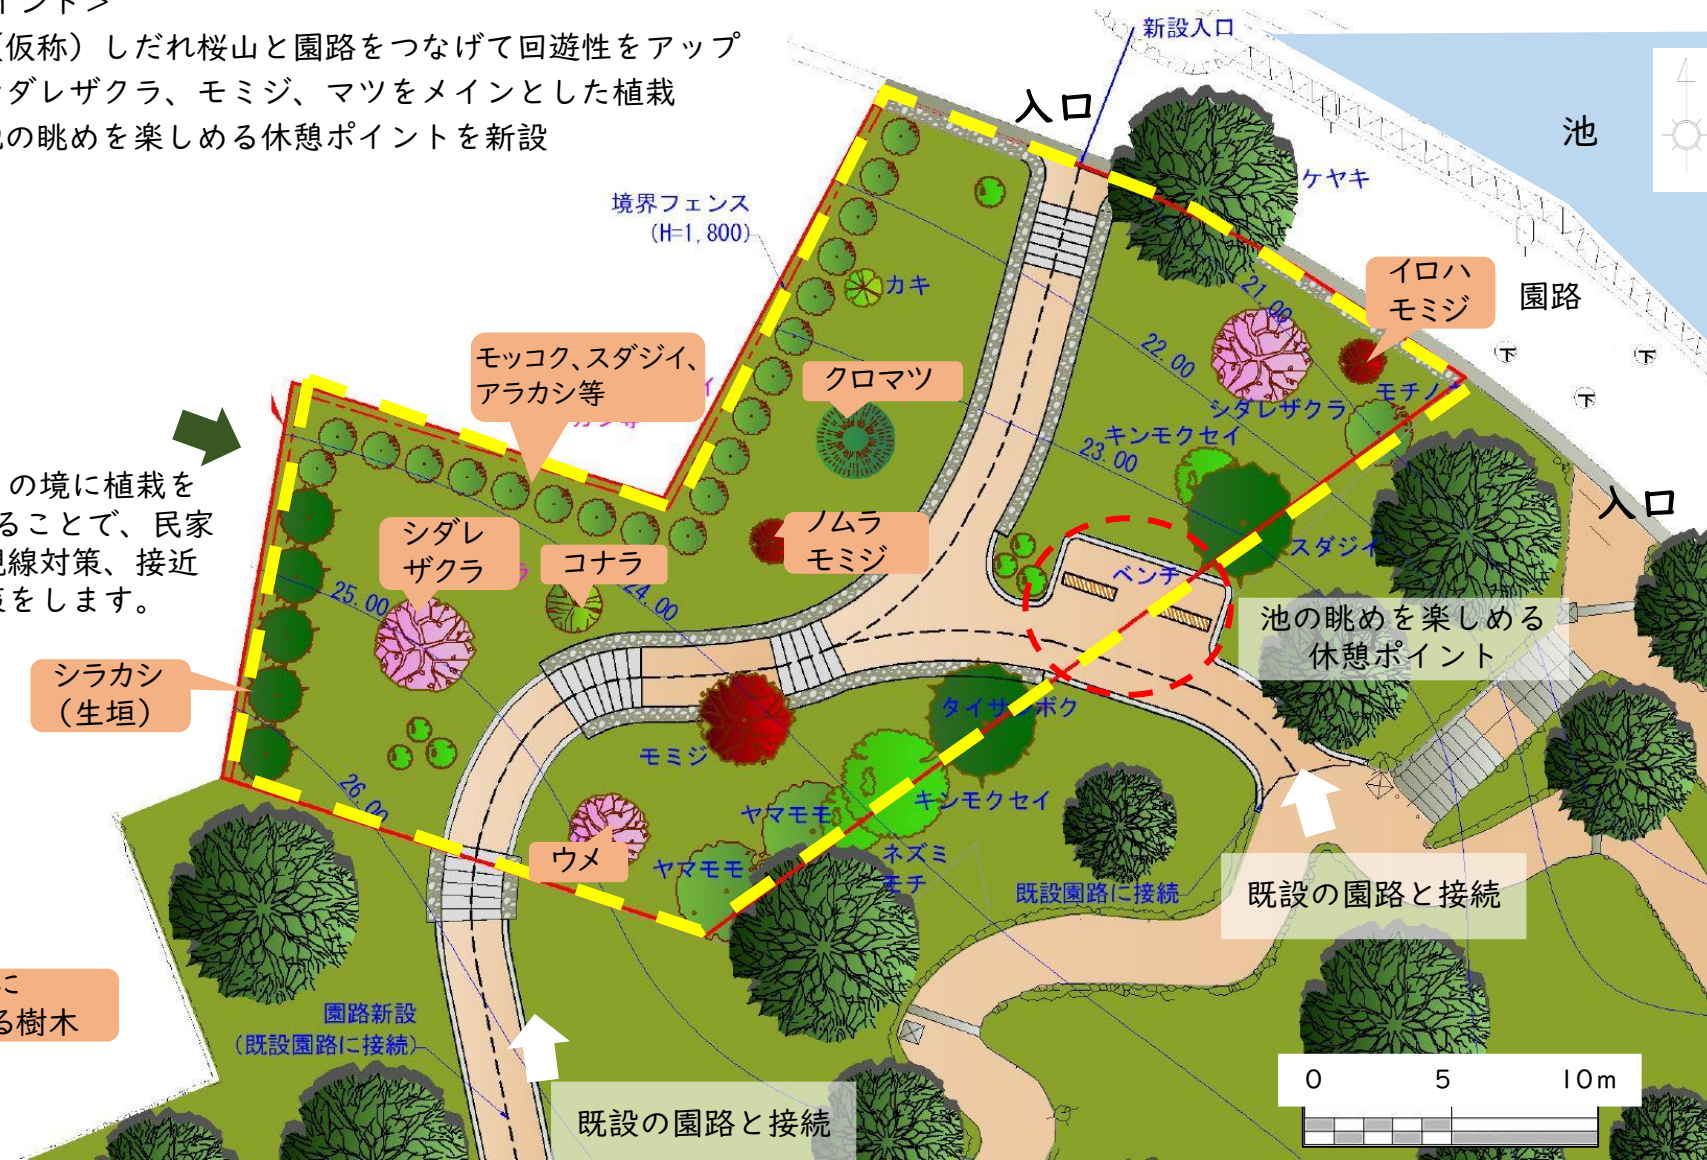 イント＞
（仮称）しだれ桜山と園路をつなげて回遊性をアップ
ダレザクラ、モミジ、マツをメインとした植栽
の眺めを楽しめる休憩ポイントを新設
新設入口
入口
池
ケヤキ
境界フェンス
(H=1,800)
カキ
イロハ
モミジ
園路
21.00
22.00
モッコク、スダジイ、
アラカシ等
クロマツ
シダレザクラ
モチノ
キンモクセイ
23.00
の境に植栽を
ることで、民家
視線対策、接近
をします。
入口
シダレ
ザクラ
コナラ
ノムラ
モミジ
スダジイ
ベンチ
25.00
24.00
池の眺めを楽しめる
休憩ポイント
シラカシ
（生垣）
タイサンボク
モミジ
26.00
ヤマモモ
キンモクセイ
ウメ
ヤマモモ
ネズミ
モチ
既設園路に接続
既設の園路と接続
に
る樹木
園路新設
(既設園路に接続)
既設の園路と接続
0 5 10m
下
下
下